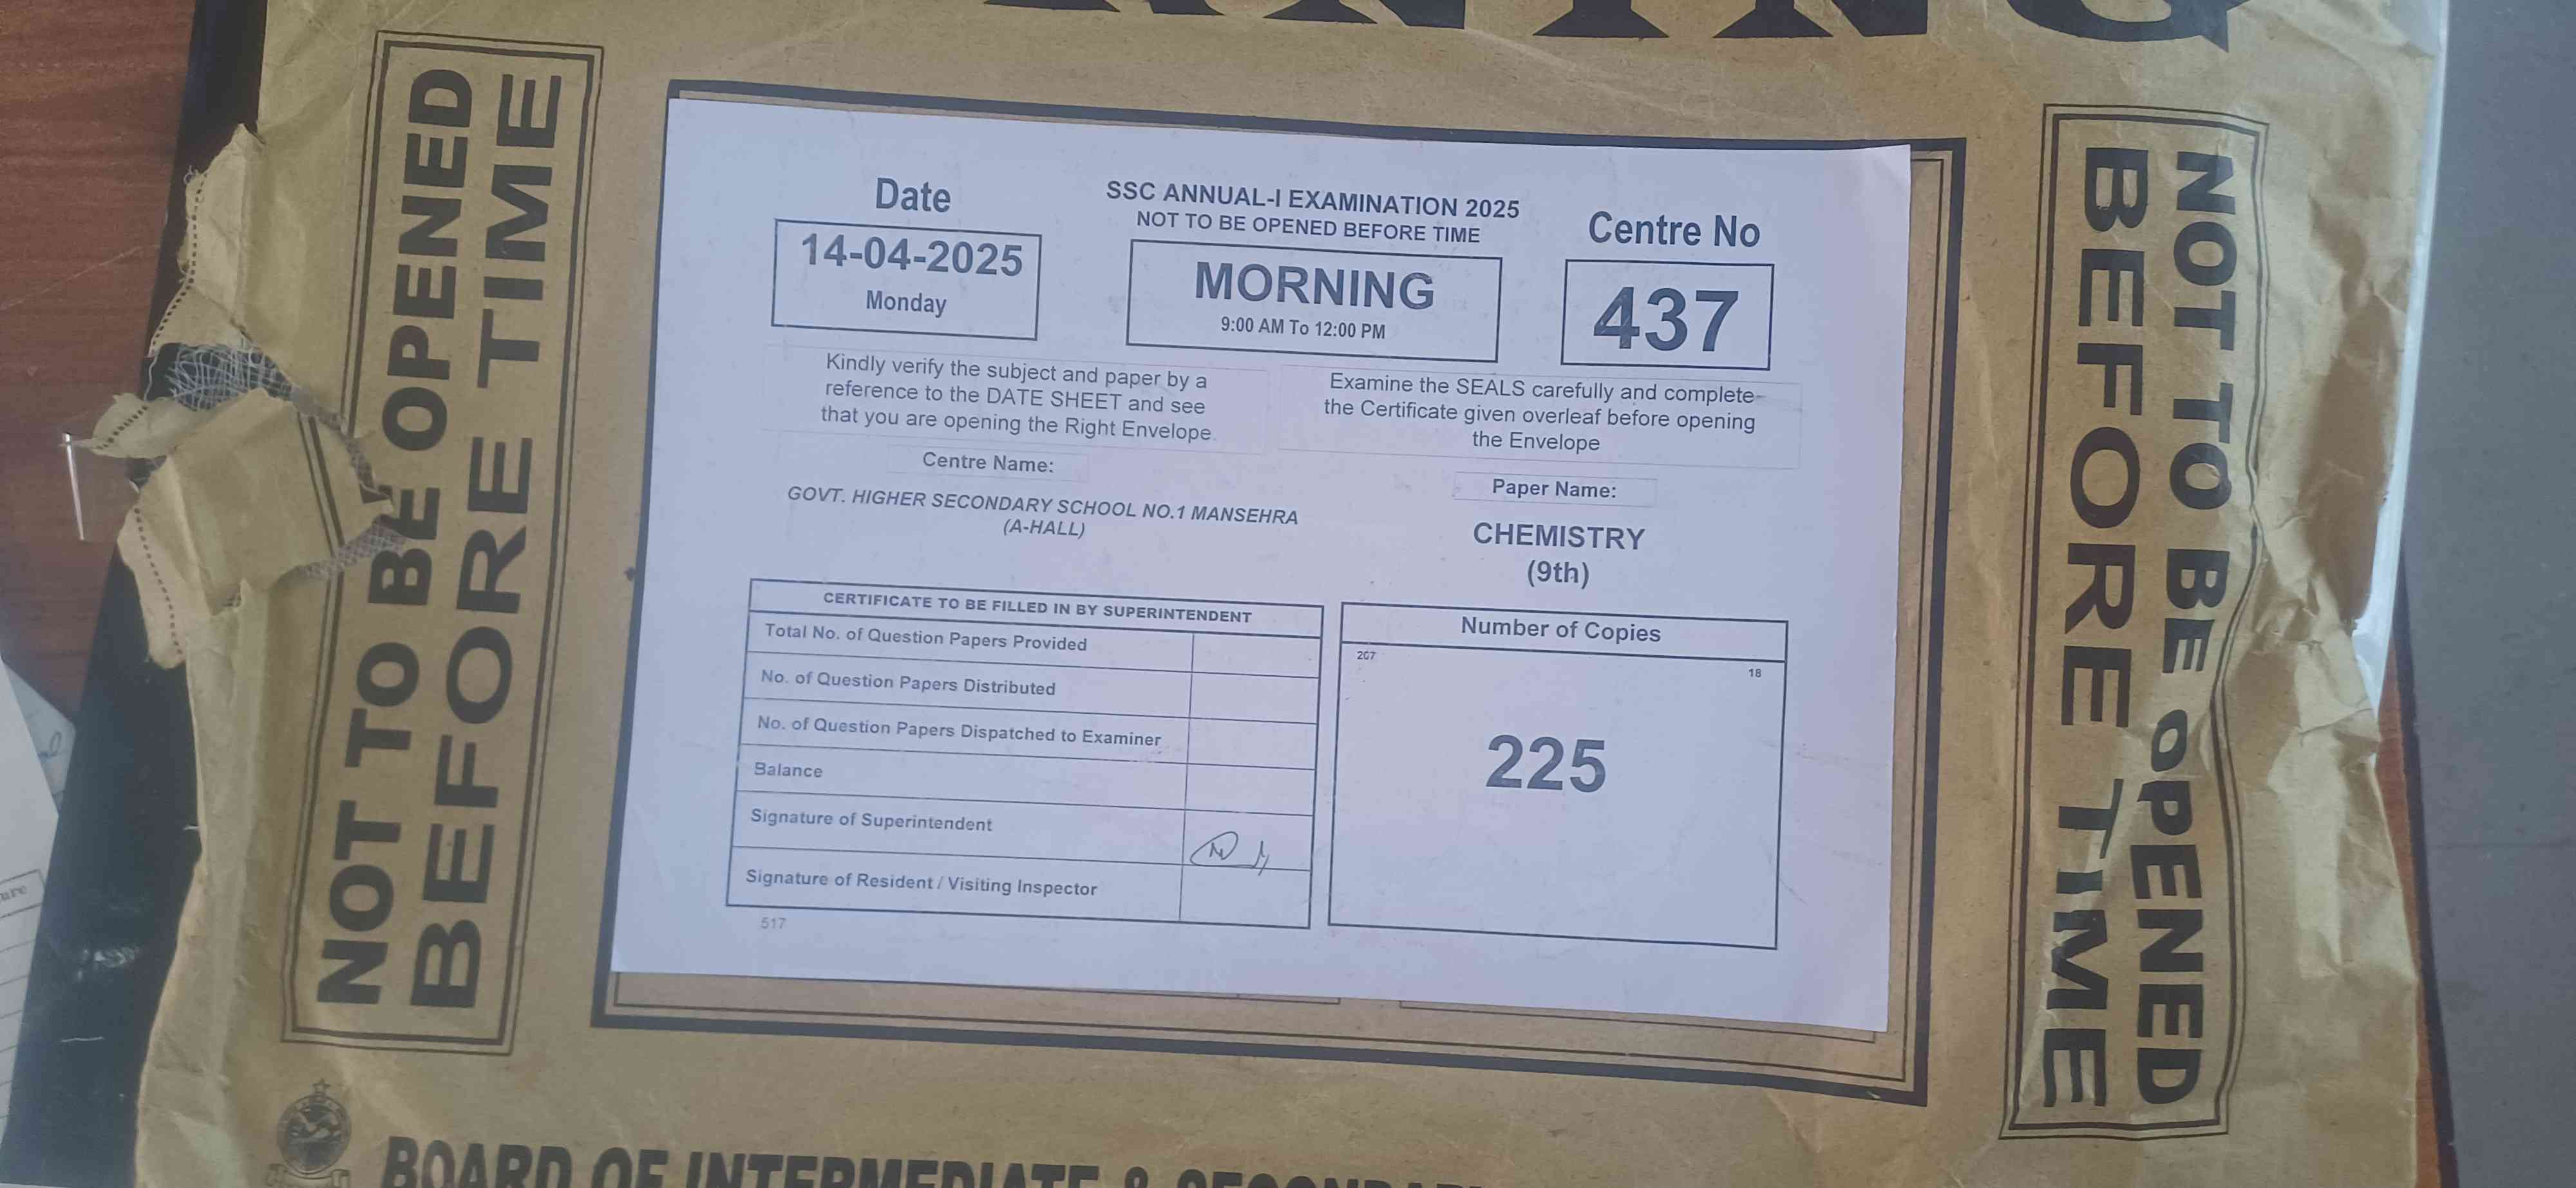 NOT TO BE OPENED
BEFORE TIME
Date
14-04-2025
Monday
SSC ANNUAL-I EXAMINATION 2025
NOT TO BE OPENED BEFORE TIME
MORNING
9:00 AM To 12:00 PM
Centre No
437
Kindly verify the subject and paper by a
reference to the DATE SHEET and see
that you are opening the Right Envelope.
Examine the SEALS carefully and complete
the Certificate given overleaf before opening
the Envelope
Centre Name:
GOVT. HIGHER SECONDARY SCHOOL NO.1 MANSEHRA
(A-HALL)
Paper Name:
CHEMISTRY
(9th)
CERTIFICATE TO BE FILLED IN BY SUPERINTENDENT
Total No. of Question Papers Provided
No. of Question Papers Distributed
No. of Question Papers Dispatched to Examiner
Balance
Signature of Superintendent
Signature of Resident / Visiting Inspector
517
Number of Copies
207
18
225
NOT TO BE OPENED
BEFORE TIME
BOARD OF INTERMEDIATE &